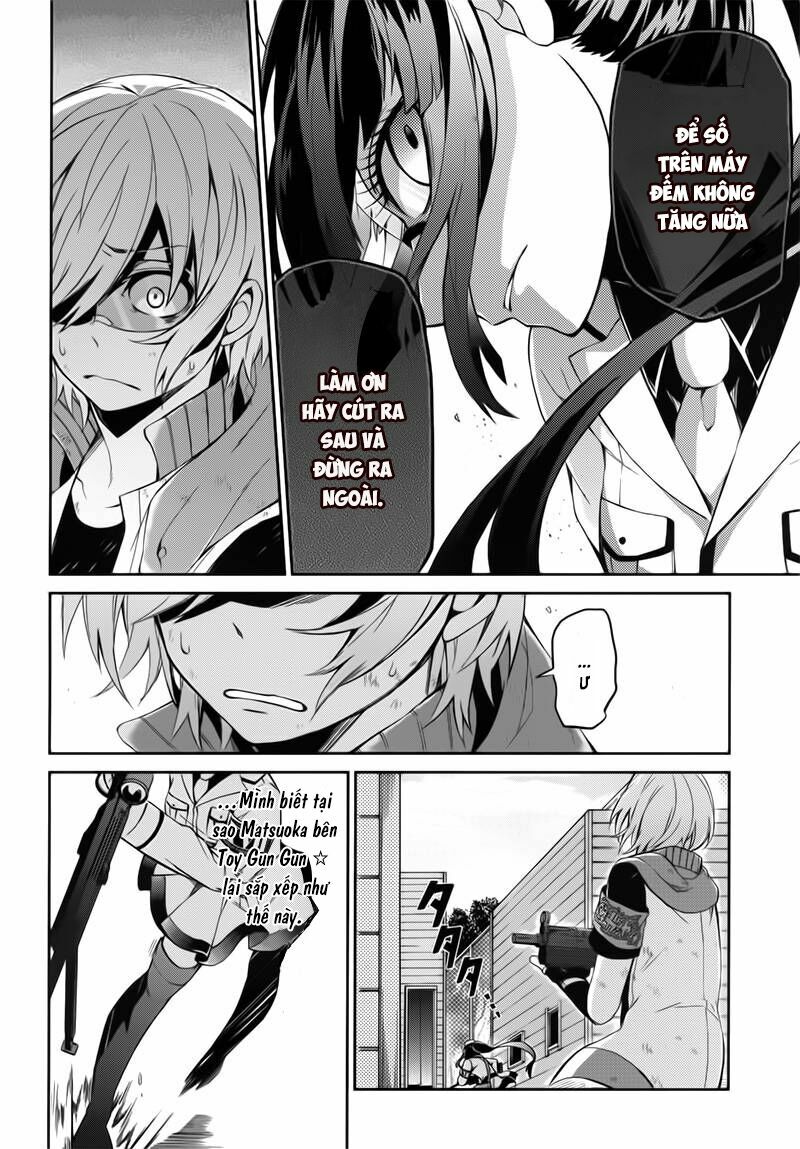 ĐỂ SỐ
TRÊN MÁY
ĐẾM KHÔNG
TĂNG NỮA
LÀM ƠN
HÃY CÚT RA
SAU VÀ
ĐỪNG RA
NGOÀI.
...
Ư
...Mình biết tại
sao Matsuoka bên
Toy Gun Gun ☆
lại sắp xếp như
thế này.
タタタ